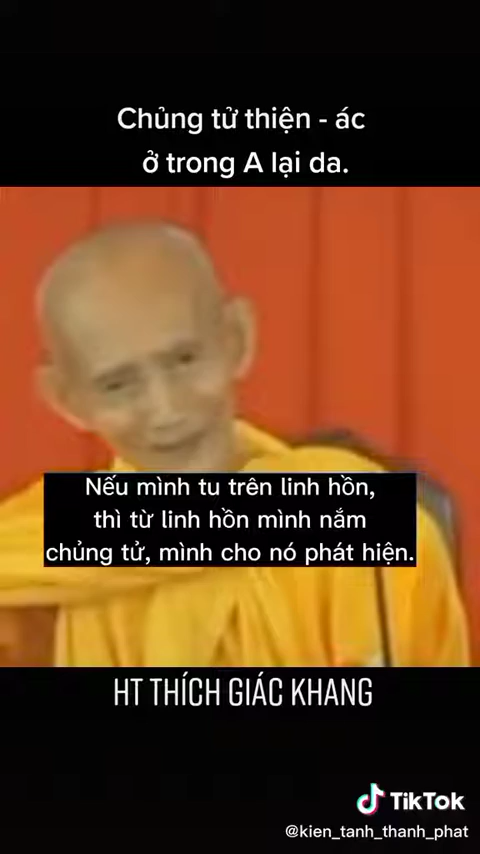 Chủng tử thiện - ác
ở trong A lại da.
Nếu mình tu trên linh hồn,
thì từ linh hồn mình nắm
chủng tử, mình cho nó phát hiện.
HT THÍCH GIÁC KHANG
TikTok
@kien_tanh_thanh_phat